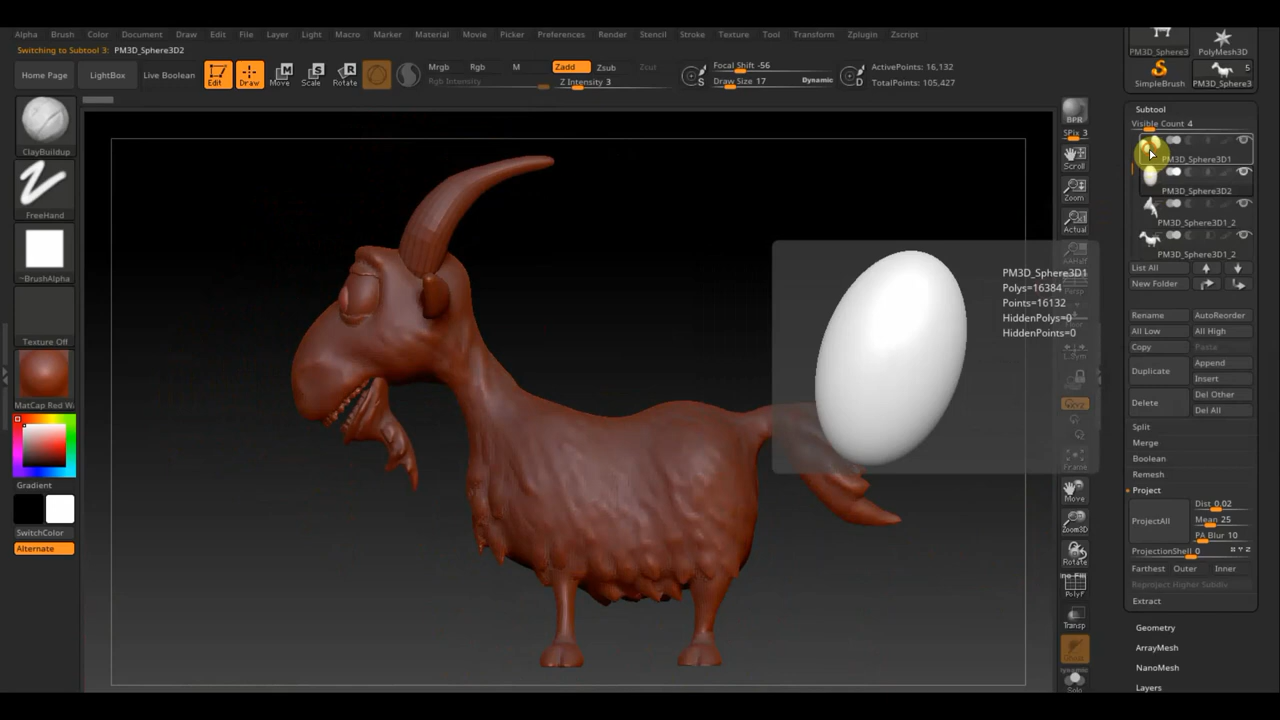 Alpha Brush Color Document Draw Edit File Layer Light Macro Marker Material Movie Picker Preferences Render Stencil Stroke Texture Tool Transform Zplugin Zscript
Switching to Subtool 3: PM3D_Sphere3D2
Home Page
LightBox
Live Boolean
Edit
Draw
Move
Scale
Rotate
Mrgb Rgb M
Rgb Intensity
Zadd Zsub Zcut
Z Intensity 3
S
Focal Shift -56
Draw Size 17 Dynamic
D
ActivePoints: 16,132
TotalPoints: 105,427
ClayBuildup
FreeHand
~BrushAlpha
Texture Off
MatCap Red Wa
Gradient
SwitchColor
Alternate
BPR
SPix 3
Scroll
Zoom
Actual
AAHalf
Persp
L.Sym
Frame
Move
Zoom3D
Rotate
PolyF
Transp
Solo
PM3D_Sphere3D1
Polys=16384
Points=16132
HiddenPolys=0
HiddenPoints=0
PM3D_Sphere3
PolyMesh3D
SimpleBrush
5
PM3D_Sphere3
Subtool
Visible Count 4
PM3D_Sphere3D1
PM3D_Sphere3D2
PM3D_Sphere3D1_2
PM3D_Sphere3D1_2
List All
New Folder
Rename AutoReorder
All Low All High
Copy Paste
Duplicate
Append
Insert
Delete
Del Other
Del All
Split
Merge
Boolean
Remesh
Project
ProjectAll
Dist 0.02
Mean 25
PA Blur 10
ProjectionShell 0
X Y Z
Farthest Outer Inner
Reproject Higher Subdiv
Extract
Geometry
ArrayMesh
NanoMesh
Layers